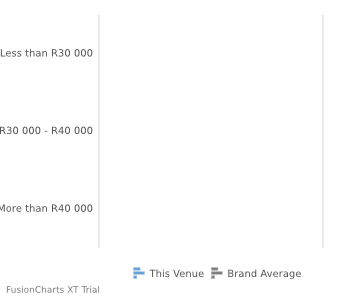 Less than R30 000
R30 000 - R40 000
More than R40 000
This Venue Brand Average
FusionCharts XT Trial